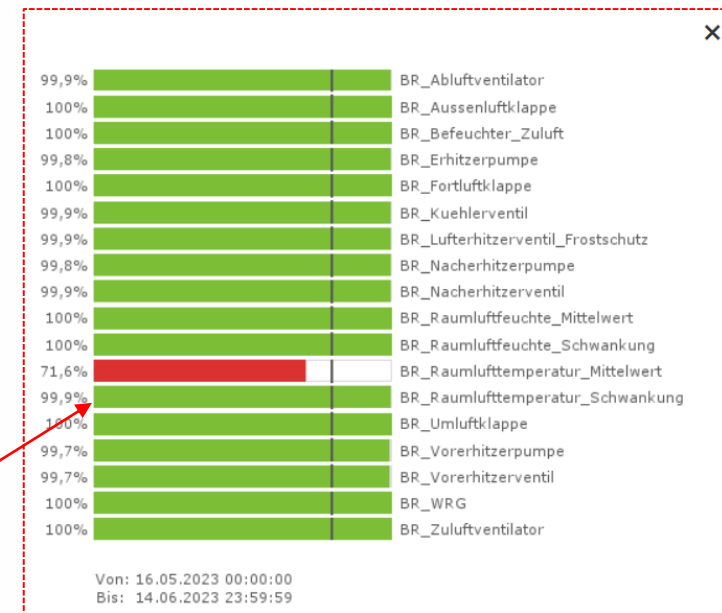 ×
99,9% BR_Abluftventilator
100% BR_Aussenluftklappe
100% BR_Befeuchter_Zuluft
99,8% BR_Erhitzerpumpe
100% BR_Fortluftklappe
99,9% BR_Kuehlerventil
99,9% BR_Lufterhitzerventil_Frostschutz
99,8% BR_Nacherhitzerpumpe
99,9% BR_Nacherhitzerventil
100% BR_Raumluftfeuchte_Mittelwert
100% BR_Raumluftfeuchte_Schwankung
71,6% BR_Raumlufttemperatur_Mittelwert
99,9% BR_Raumlufttemperatur_Schwankung
100% BR_Umluftklappe
99,7% BR_Vorerhitzerpumpe
99,7% BR_Vorerhitzerventil
100% BR_WRG
100% BR_Zuluftventilator
Von: 16.05.2023 00:00:00
Bis: 14.06.2023 23:59:59